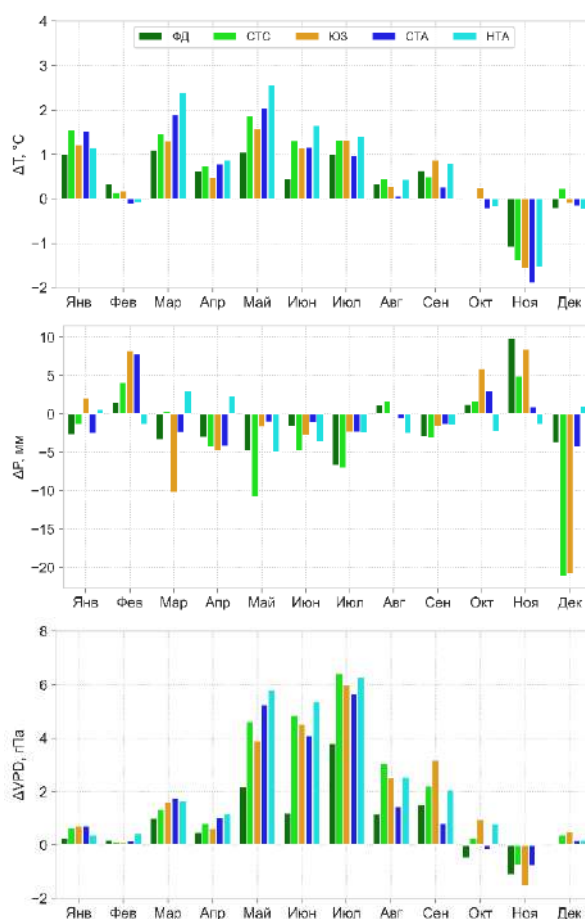 ФД СТС ЮЗ СТА НТА
ΔT, °C
4
3
2
1
0
−1
−2
Янв Фев Мар Апр Май Июн Июл Авг Сен Окт Ноя Дек
ΔP, мм
10
5
0
−5
−10
−15
−20
Янв Фев Мар Апр Май Июн Июл Авг Сен Окт Ноя Дек
ΔVPD, гПа
8
6
4
2
0
−2
Янв Фев Мар Апр Май Июн Июл Авг Сен Окт Ноя Дек